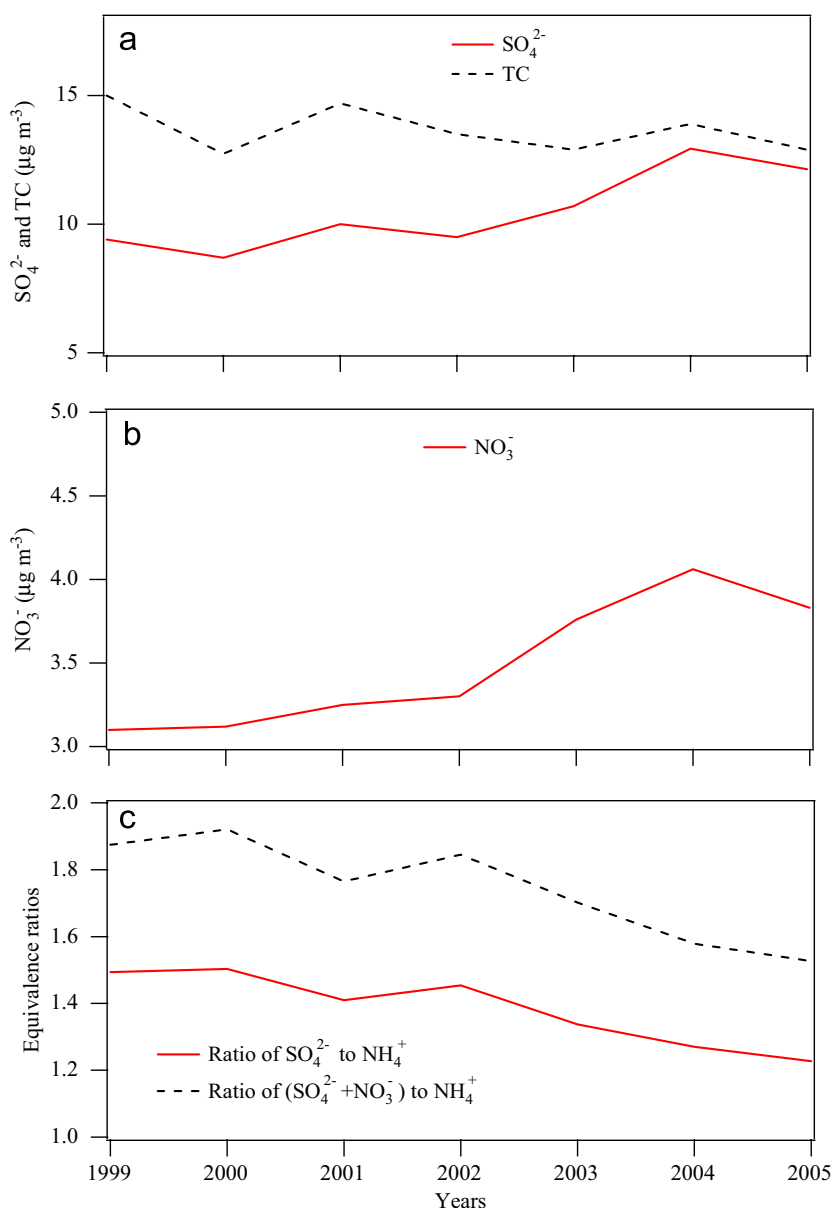 a
SO₄²⁻
TC
SO₄²⁻ and TC (µg m⁻³)
15
10
5
b
NO₃⁻
NO₃⁻ (µg m⁻³)
5.0
4.5
4.0
3.5
3.0
c
Equivalence ratios
2.0
1.8
1.6
1.4
1.2
1.0
Ratio of SO₄²⁻ to NH₄⁺
Ratio of (SO₄²⁻+NO₃⁻) to NH₄⁺
1999 2000 2001 2002 2003 2004 2005
Years